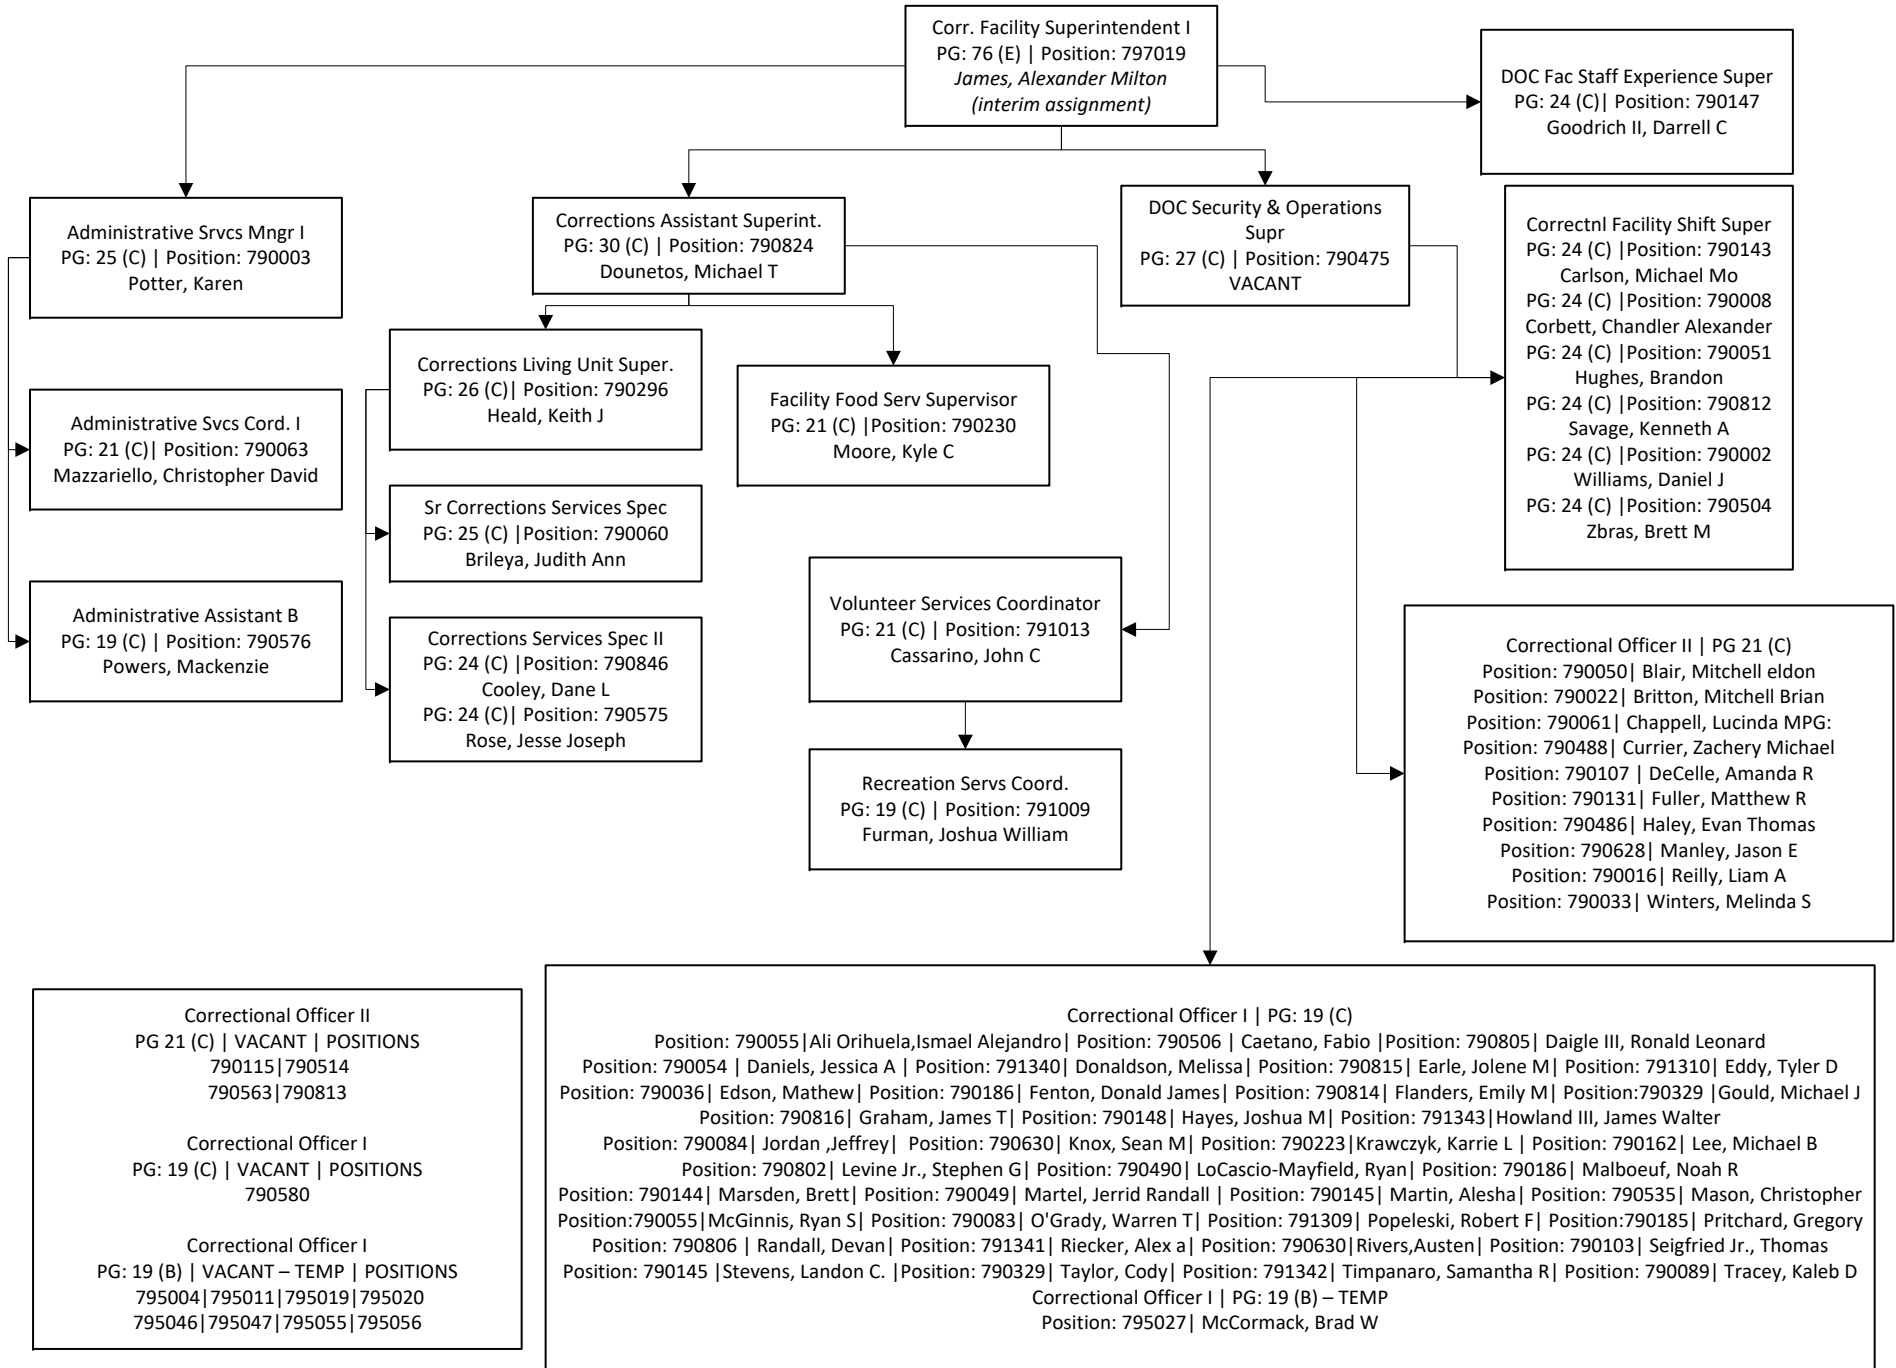 Corr. Facility Superintendent I
PG: 76 (E) | Position: 797019
James, Alexander Milton
(interim assignment)
DOC Fac Staff Experience Super
PG: 24 (C)| Position: 790147
Goodrich II, Darrell C
Administrative Srvcs Mngr I
PG: 25 (C) | Position: 790003
Potter, Karen
Corrections Assistant Superint.
PG: 30 (C) | Position: 790824
Dounetos, Michael T
DOC Security & Operations
Supr
PG: 27 (C) | Position: 790475
VACANT
Correctnl Facility Shift Super
PG: 24 (C) |Position: 790143
Carlson, Michael Mo
PG: 24 (C) |Position: 790008
Corbett, Chandler Alexander
PG: 24 (C) |Position: 790051
Hughes, Brandon
PG: 24 (C) |Position: 790812
Savage, Kenneth A
PG: 24 (C) |Position: 790002
Williams, Daniel J
PG: 24 (C) |Position: 790504
Zbras, Brett M
Administrative Svcs Cord. I
PG: 21 (C)| Position: 790063
Mazzariello, Christopher David
Corrections Living Unit Super.
PG: 26 (C)| Position: 790296
Heald, Keith J
Facility Food Serv Supervisor
PG: 21 (C) |Position: 790230
Moore, Kyle C
Sr Corrections Services Spec
PG: 25 (C) |Position: 790060
Brileya, Judith Ann
Administrative Assistant B
PG: 19 (C) | Position: 790576
Powers, Mackenzie
Corrections Services Spec II
PG: 24 (C) |Position: 790846
Cooley, Dane L
PG: 24 (C)| Position: 790575
Rose, Jesse Joseph
Volunteer Services Coordinator
PG: 21 (C) | Position: 791013
Cassarino, John C
Recreation Servs Coord.
PG: 19 (C) | Position: 791009
Furman, Joshua William
Correctional Officer II | PG 21 (C)
Position: 790050| Blair, Mitchell eldon
Position: 790022| Britton, Mitchell Brian
Position: 790061| Chappell, Lucinda MPG:
Position: 790488| Currier, Zachery Michael
Position: 790107 | DeCelle, Amanda R
Position: 790131| Fuller, Matthew R
Position: 790486| Haley, Evan Thomas
Position: 790628| Manley, Jason E
Position: 790016| Reilly, Liam A
Position: 790033| Winters, Melinda S
Correctional Officer II
PG 21 (C) | VACANT | POSITIONS
790115|790514
790563|790813
Correctional Officer I
PG: 19 (C) | VACANT | POSITIONS
790580
Correctional Officer I
PG: 19 (B) | VACANT – TEMP | POSITIONS
795004|795011|795019|795020
795046|795047|795055|795056
Correctional Officer I | PG: 19 (C)
Position: 790055|Ali Orihuela,Ismael Alejandro| Position: 790506 | Caetano, Fabio |Position: 790805| Daigle III, Ronald Leonard
Position: 790054 | Daniels, Jessica A | Position: 791340| Donaldson, Melissa| Position: 790815| Earle, Jolene M| Position: 791310| Eddy, Tyler D
Position: 790036| Edson, Mathew| Position: 790186| Fenton, Donald James| Position: 790814| Flanders, Emily M| Position:790329 |Gould, Michael J
Position: 790816| Graham, James T| Position: 790148| Hayes, Joshua M| Position: 791343|Howland III, James Walter
Position: 790084| Jordan ,Jeffrey| Position: 790630| Knox, Sean M| Position: 790223|Krawczyk, Karrie L | Position: 790162| Lee, Michael B
Position: 790802| Levine Jr., Stephen G| Position: 790490| LoCascio-Mayfield, Ryan| Position: 790186| Malboeuf, Noah R
Position: 790144| Marsden, Brett| Position: 790049| Martel, Jerrid Randall | Position: 790145| Martin, Alesha| Position: 790535| Mason, Christopher
Position:790055|McGinnis, Ryan S| Position: 790083| O'Grady, Warren T| Position: 791309| Popeleski, Robert F| Position:790185| Pritchard, Gregory
Position: 790806 | Randall, Devan| Position: 791341| Riecker, Alex a| Position: 790630|Rivers,Austen| Position: 790103| Seigfried Jr., Thomas
Position: 790145 |Stevens, Landon C. |Position: 790329| Taylor, Cody| Position: 791342| Timpanaro, Samantha R| Position: 790089| Tracey, Kaleb D
Correctional Officer I | PG: 19 (B) – TEMP
Position: 795027| McCormack, Brad W